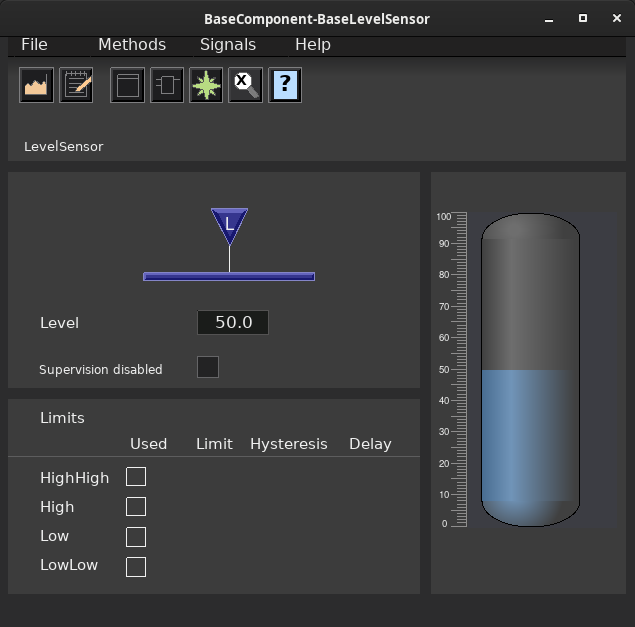 BaseComponent-BaseLevelSensor
File Methods Signals Help
X ?
LevelSensor
L
Level 50.0
Supervision disabled
Limits
Used Limit Hysteresis Delay
HighHigh
High
Low
LowLow
100
90
80
70
60
50
40
30
20
10
0